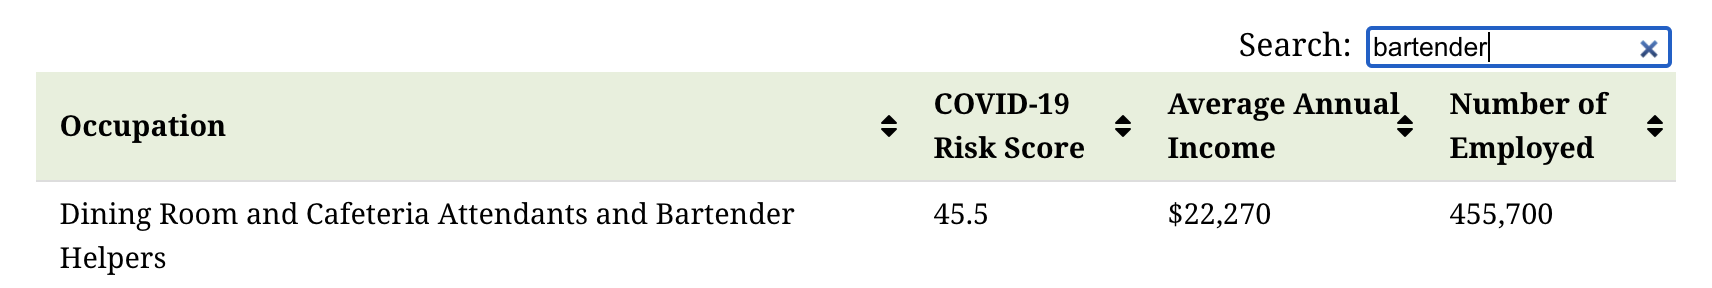 Search: bartender
Occupation
COVID-19
Risk Score
Average Annual
Income
Number of
Employed
Dining Room and Cafeteria Attendants and Bartender
Helpers
45.5
$22,270
455,700